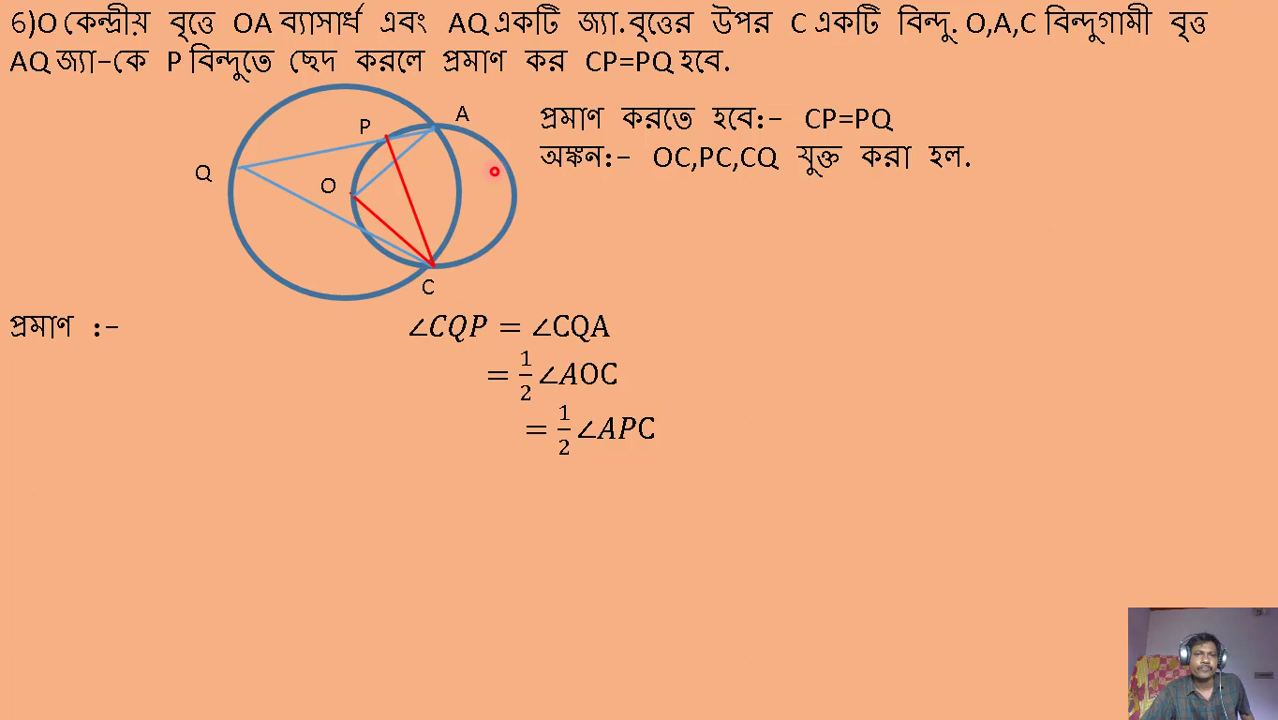 6)O কেন্দ্রীয় বৃত্তে OA ব্যাসার্ধ এবং AQ একটি জ্যা.বৃত্তের উপর C একটি বিন্দু. O,A,C বিন্দুগামী বৃত্ত
AQ জ্যা-কে P বিন্দুতে ছেদ করলে প্রমাণ কর CP=PQ হবে.
প্রমাণ করতে হবে:- CP=PQ
অঙ্কন:- OC,PC,CQ যুক্ত করা হল.
A
P
Q
O
C
প্রমাণ :- ∠CQP = ∠CQA
= 1/2 ∠AOC
= 1/2 ∠APC